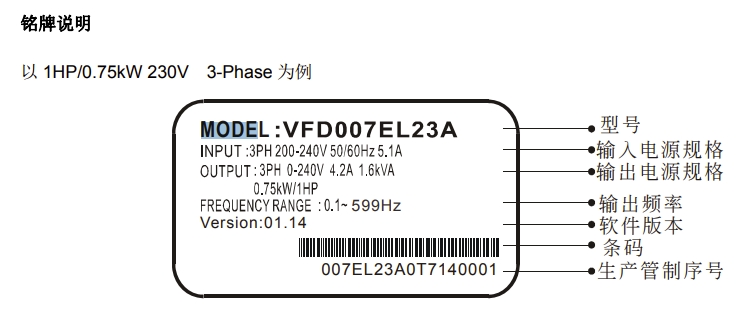 铭牌说明
以 1HP/0.75kW 230V 3-Phase 为例
MODEL:VFD007EL23A
型号
INPUT :3PH 200-240V 50/60Hz 5.1A
输入电源规格
OUTPUT : 3PH 0-240V 4.2A 1.6kVA
输出电源规格
0.75kW/1HP
FREQUENCY RANGE : 0.1~ 599Hz
输出频率
Version:01.14
软件版本
条码
007EL23A0T7140001
生产管制序号